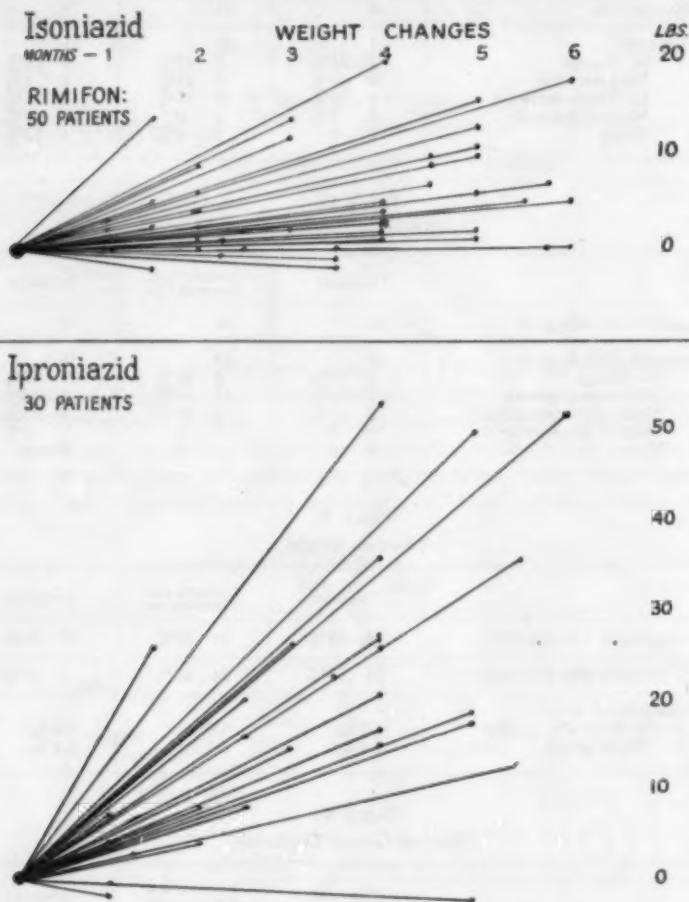 Isoniazid WEIGHT CHANGES LBS.
MONTHS – 1 2 3 4 5 6 20
RIMIFON:
50 PATIENTS
10
0
Ipronіazid
30 PATIENTS
50
40
30
20
10
0